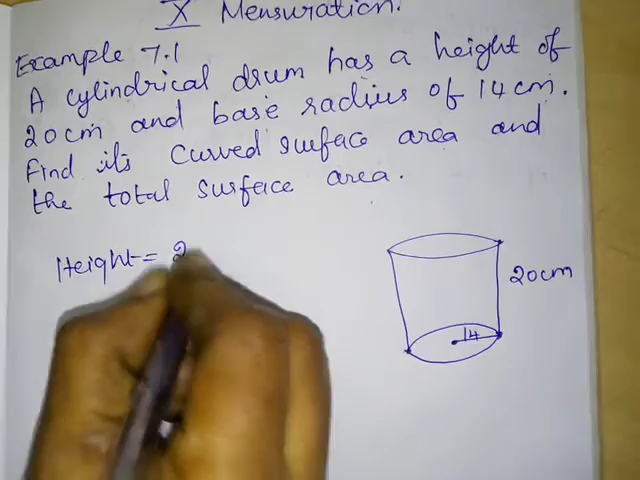 X Mensuration.
Example 7.1
A cylindrical drum has a height of
20cm and base radius of 14cm.
Find its curved surface area and
the total surface area.
Height = 2
20cm
14